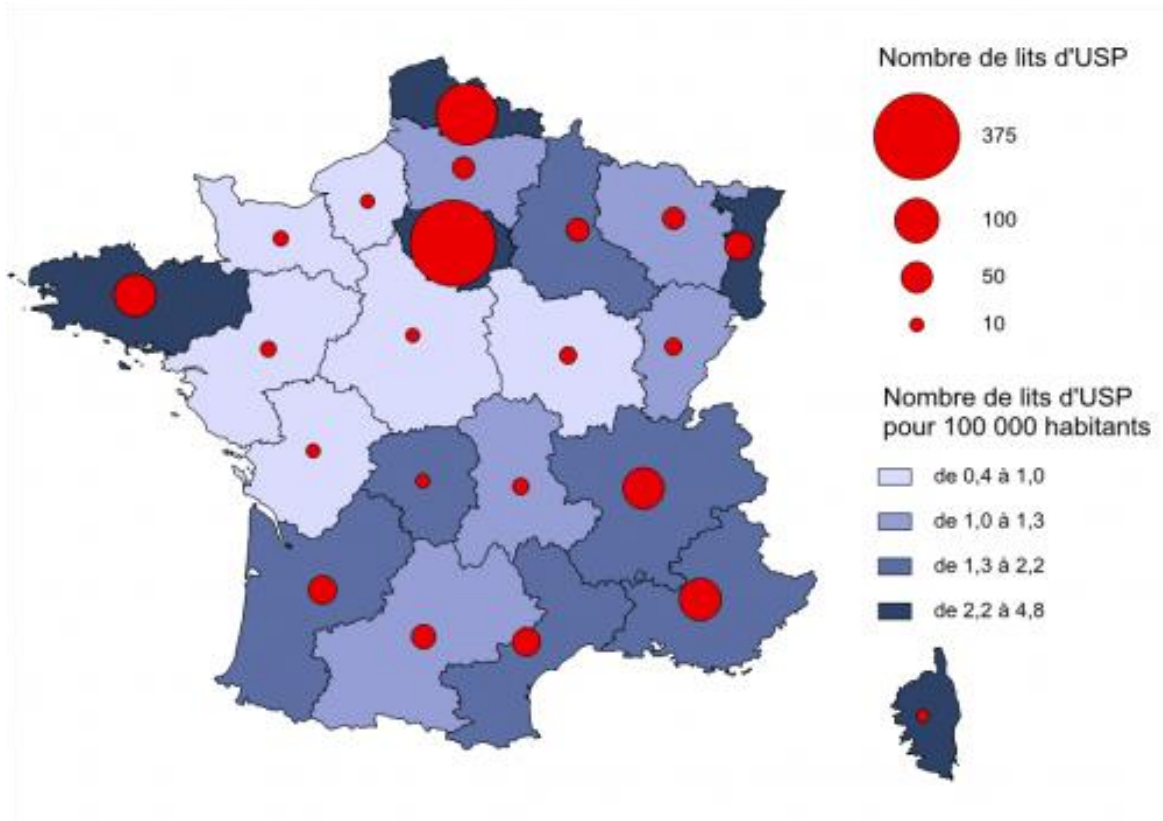 Nombre de lits d'USP
375
100
50
10
Nombre de lits d'USP
pour 100 000 habitants
de 0,4 à 1,0
de 1,0 à 1,3
de 1,3 à 2,2
de 2,2 à 4,8